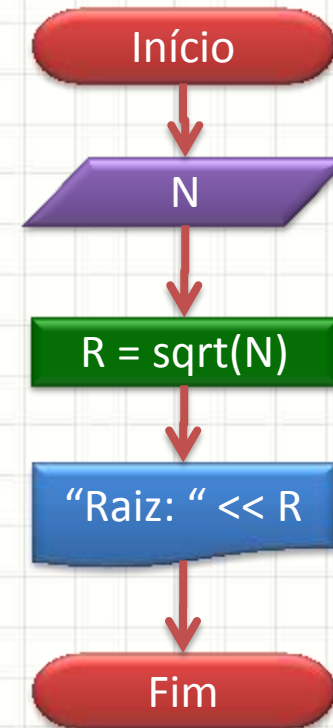 Início
N
R = sqrt(N)
“Raiz: “ << R
Fim